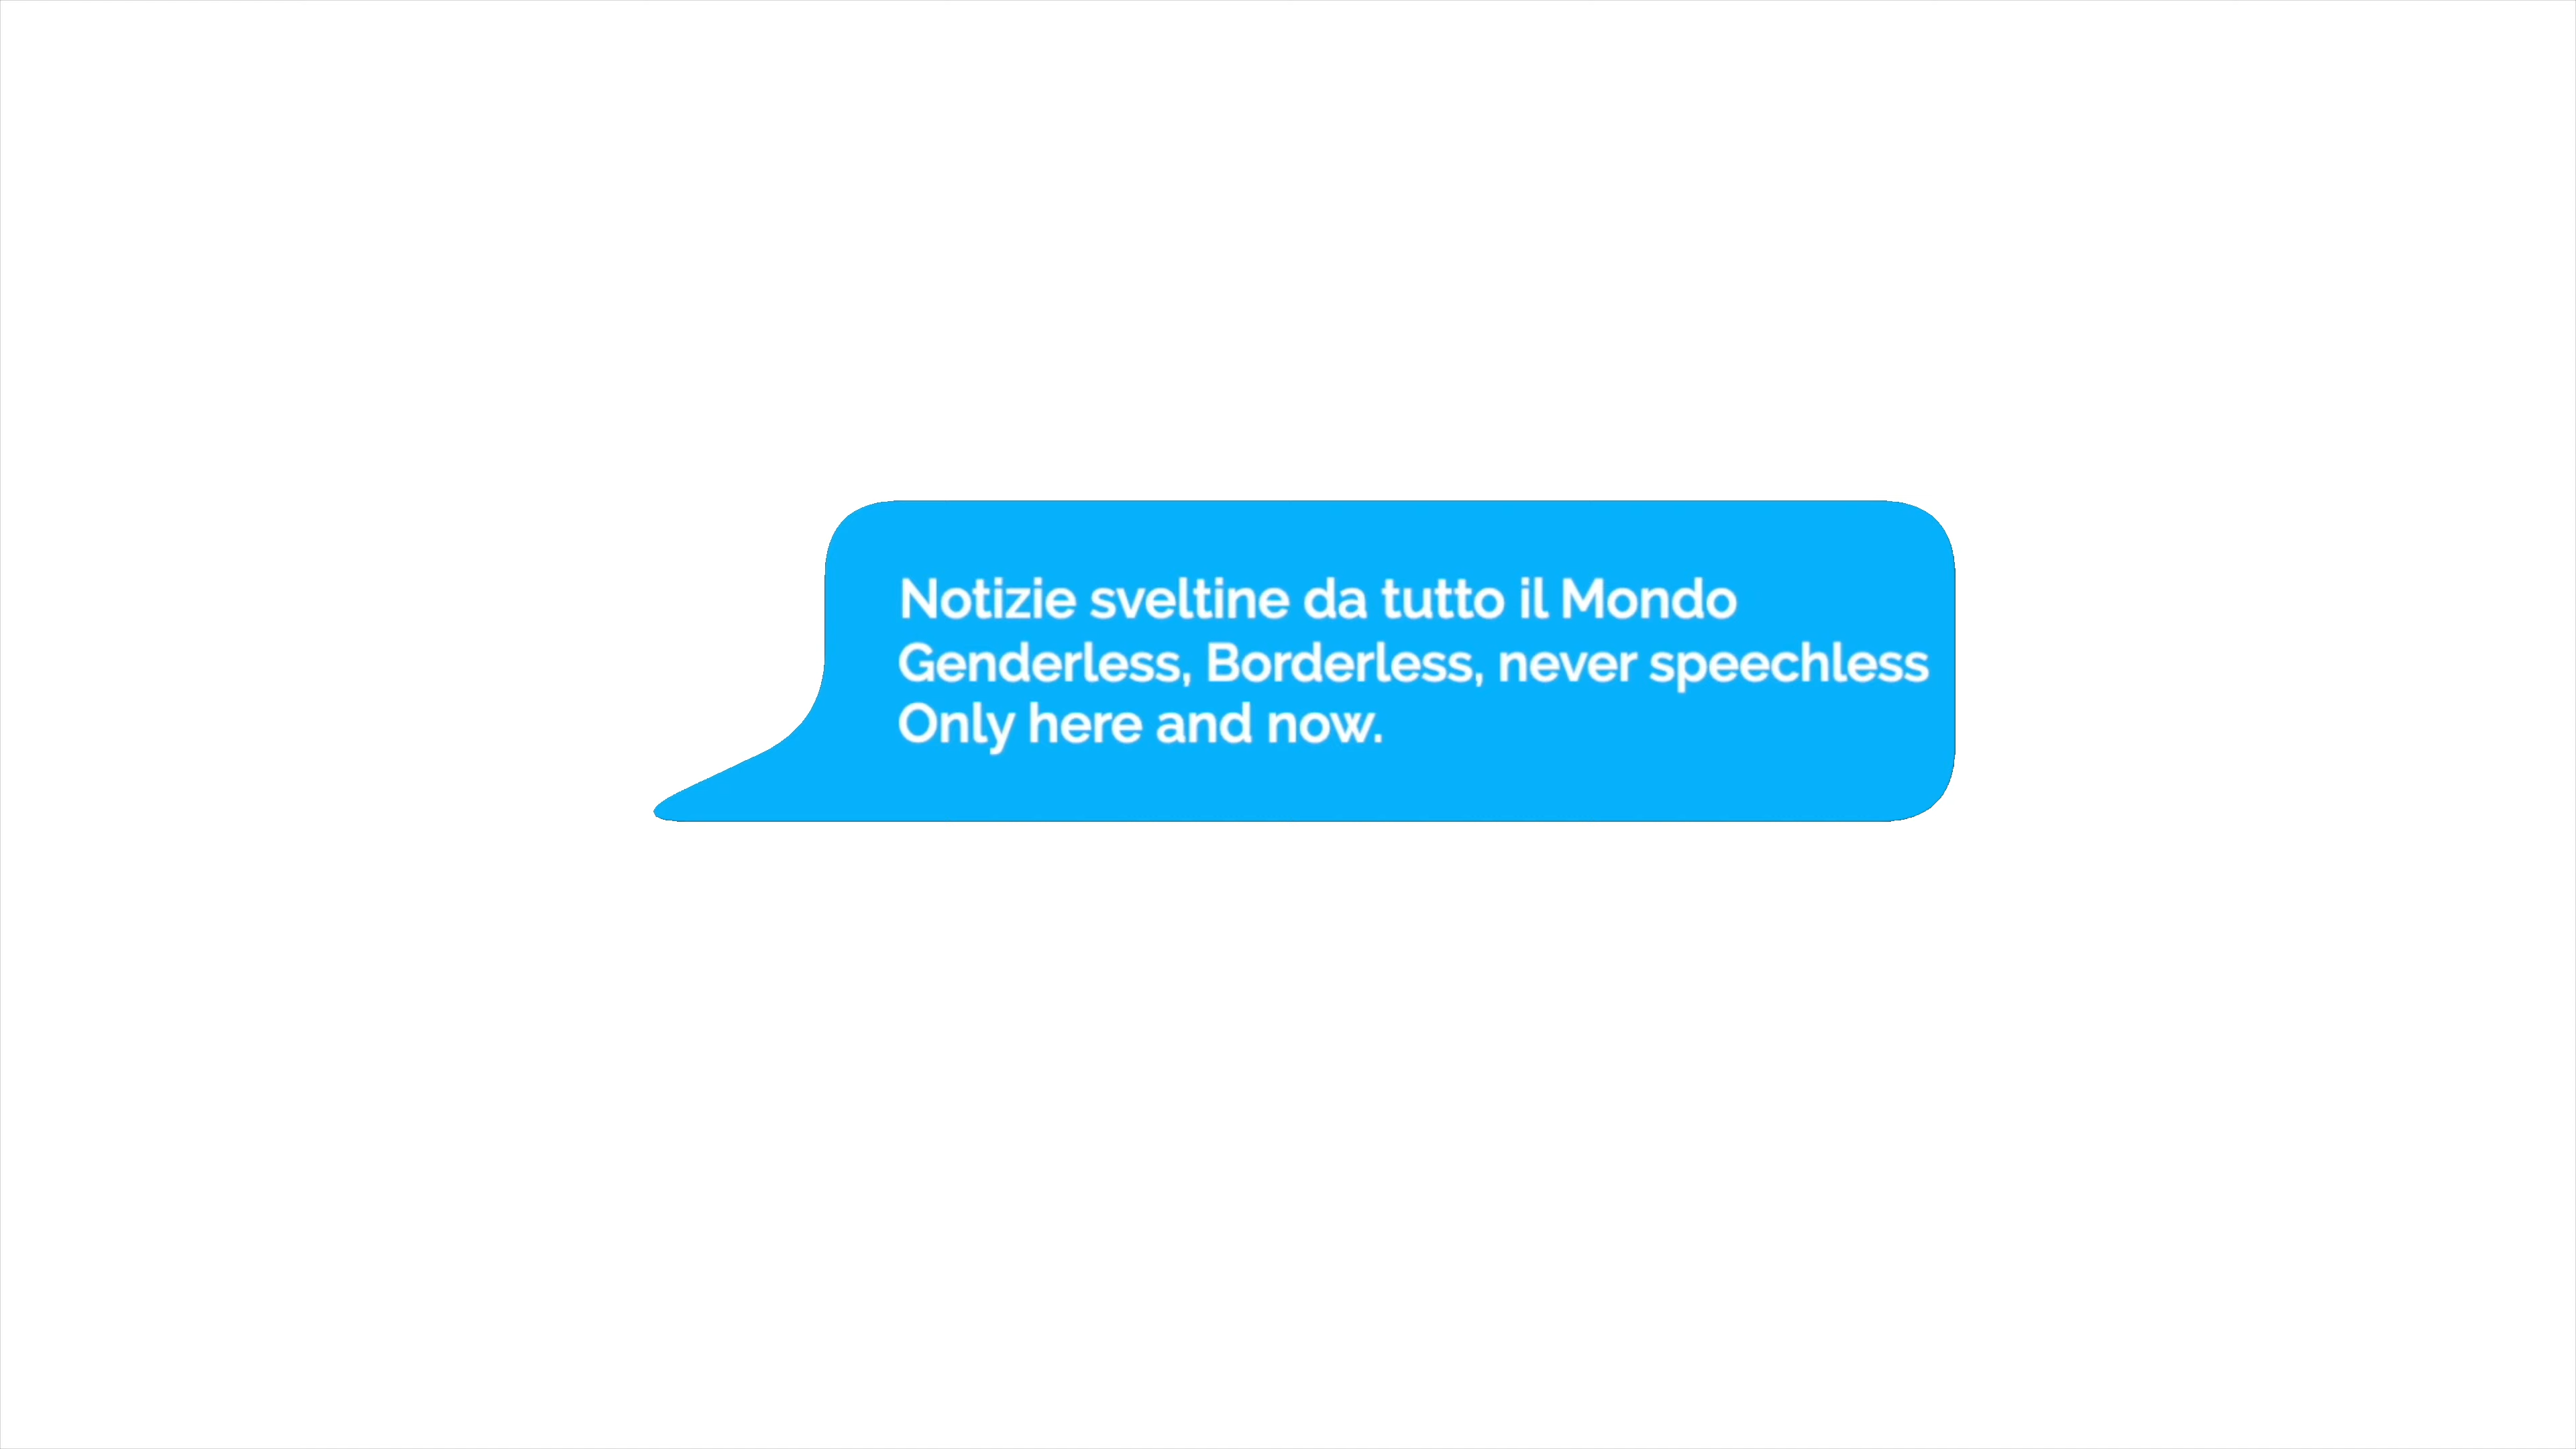 Notizie sveltine da tutto il Mondo
Genderless, Borderless, never speechless
Only here and now.